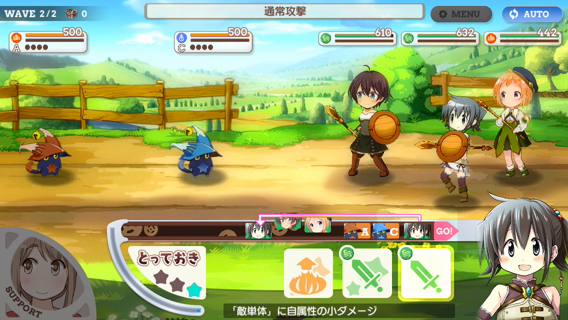 WAVE 2/2 0
通常攻撃
MENU
AUTO
500
A
500
C
610
632
442
A C GO!
とっておき
SUPPORT
「敵単体」に自属性の小ダメージ